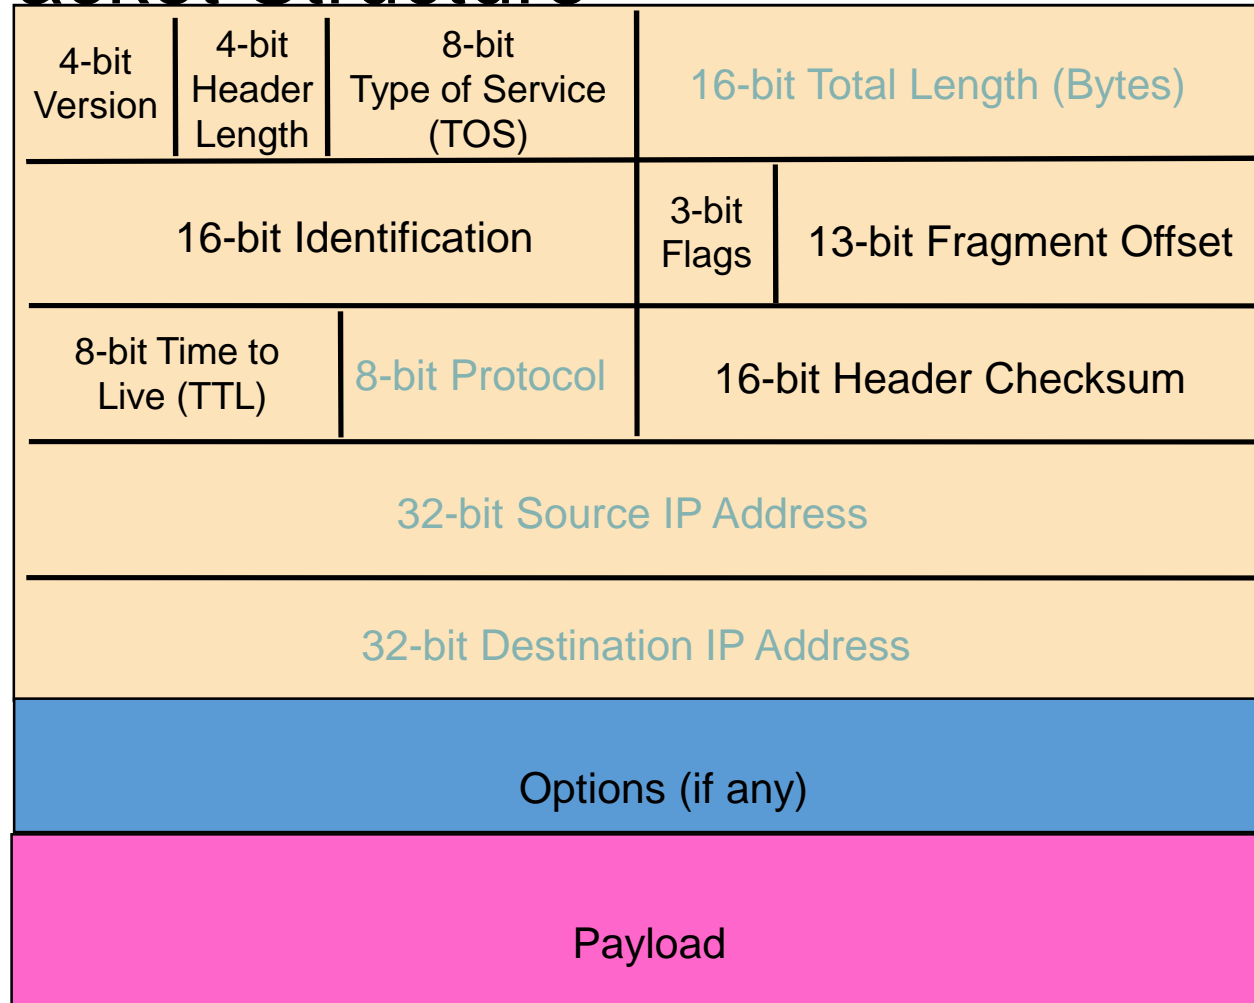 4-bit
Version
4-bit
Header
Length
8-bit
Type of Service
(TOS)
16-bit Total Length (Bytes)
16-bit Identification
3-bit
Flags
13-bit Fragment Offset
8-bit Time to
Live (TTL)
8-bit Protocol
16-bit Header Checksum
32-bit Source IP Address
32-bit Destination IP Address
Options (if any)
Payload